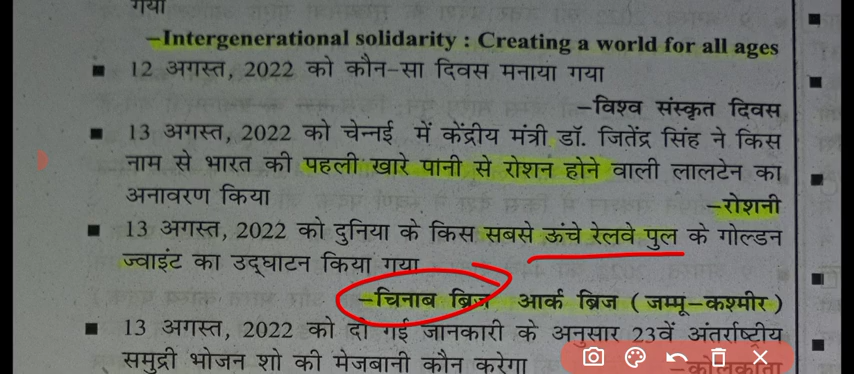 गया
–Intergenerational solidarity : Creating a world for all ages
■ 12 अगस्त, 2022 को कौन-सा दिवस मनाया गया
–विश्व संस्कृत दिवस
■ 13 अगस्त, 2022 को चेन्नई में केंद्रीय मंत्री डॉ. जितेंद्र सिंह ने किस
नाम से भारत की पहली खारे पानी से रोशन होने वाली लालटेन का
अनावरण किया
–रोशनी
■ 13 अगस्त, 2022 को दुनिया के किस सबसे ऊंचे रेलवे पुल के गोल्डन
ज्वाइंट का उद्घाटन किया गया
–चिनाब ब्रिज आर्क ब्रिज (जम्मू-कश्मीर)
■ 13 अगस्त, 2022 को दी गई जानकारी के अनुसार 23वें अंतर्राष्ट्रीय
समुद्री भोजन शो की मेजबानी कौन करेगा
–कोलकाता